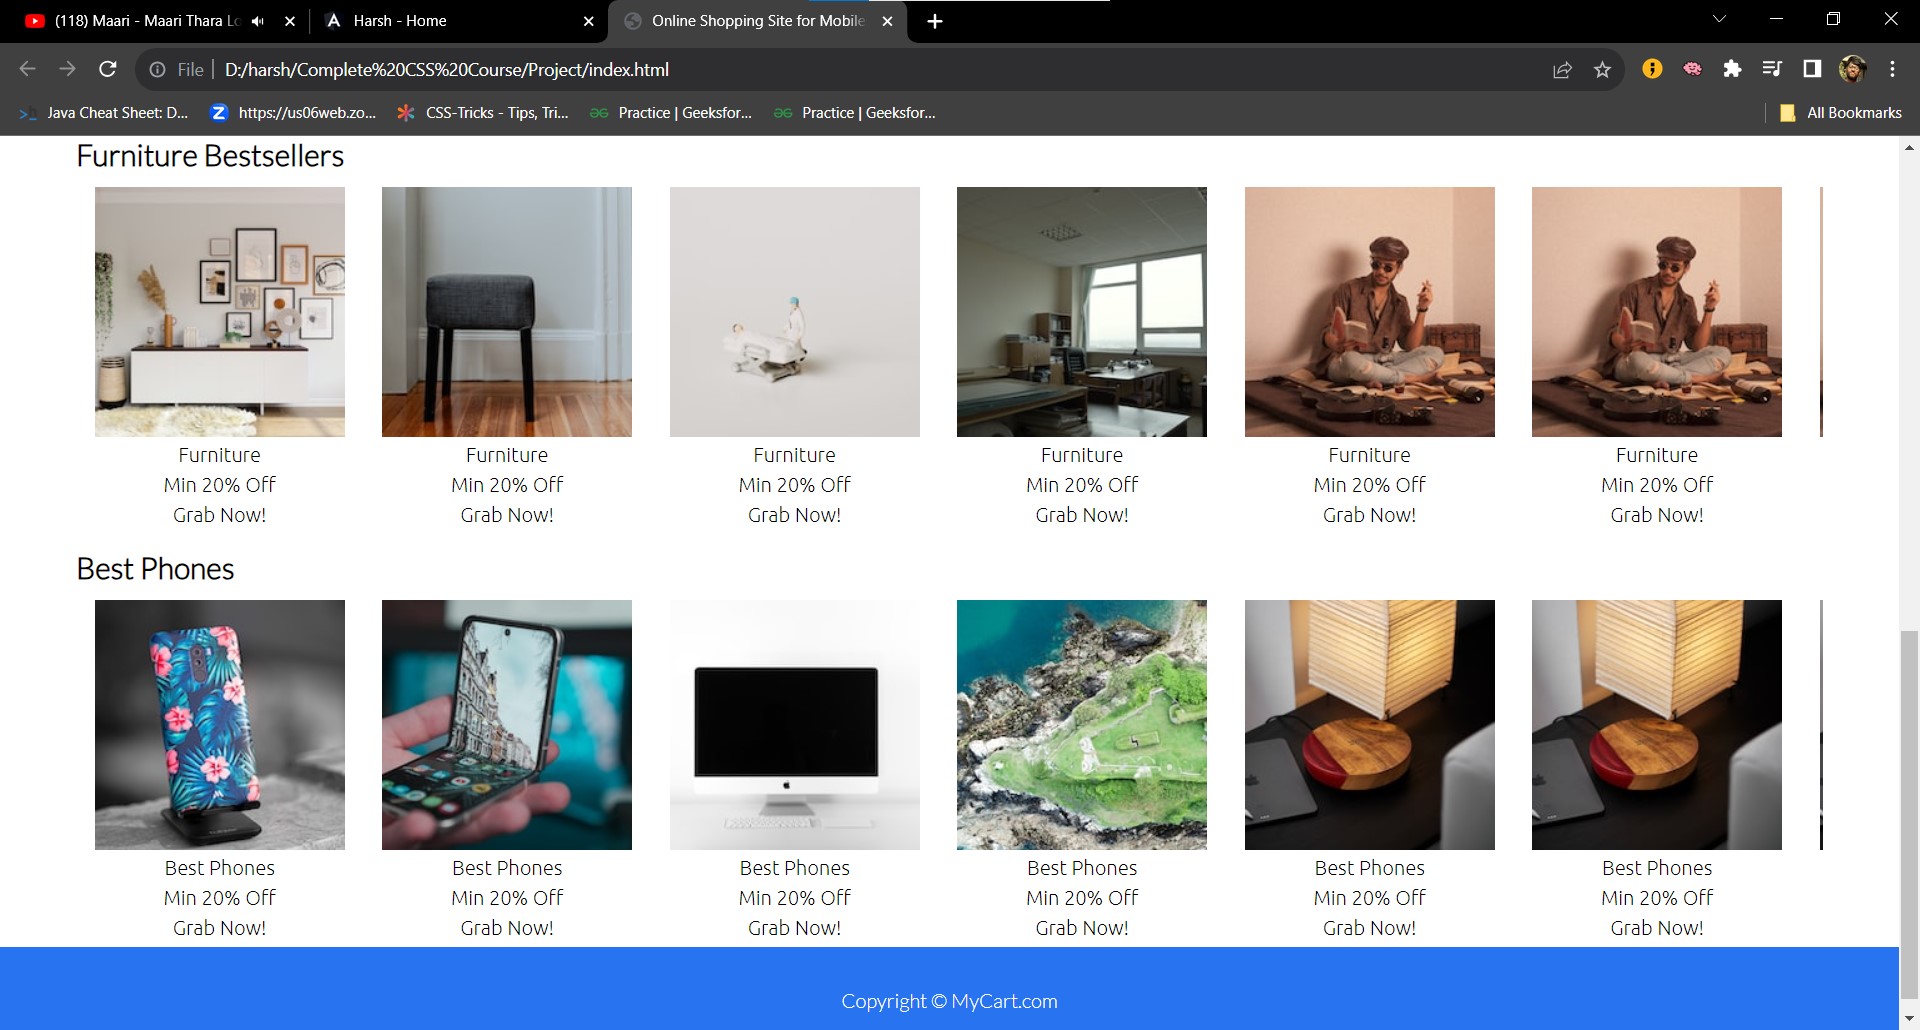 (118) Maari - Maari Thara Lo
Harsh - Home
Online Shopping Site for Mobile
File
D:/harsh/Complete%20CSS%20Course/Project/index.html
Java Cheat Sheet: D...
https://us06web.zo...
CSS-Tricks - Tips, Tri...
Practice | Geeksfor...
Practice | Geeksfor...
All Bookmarks
Furniture Bestsellers
Furniture
Min 20% Off
Grab Now!
Furniture
Min 20% Off
Grab Now!
Furniture
Min 20% Off
Grab Now!
Furniture
Min 20% Off
Grab Now!
Furniture
Min 20% Off
Grab Now!
Furniture
Min 20% Off
Grab Now!
Best Phones
Best Phones
Min 20% Off
Grab Now!
Best Phones
Min 20% Off
Grab Now!
Best Phones
Min 20% Off
Grab Now!
Best Phones
Min 20% Off
Grab Now!
Best Phones
Min 20% Off
Grab Now!
Best Phones
Min 20% Off
Grab Now!
Copyright © MyCart.com